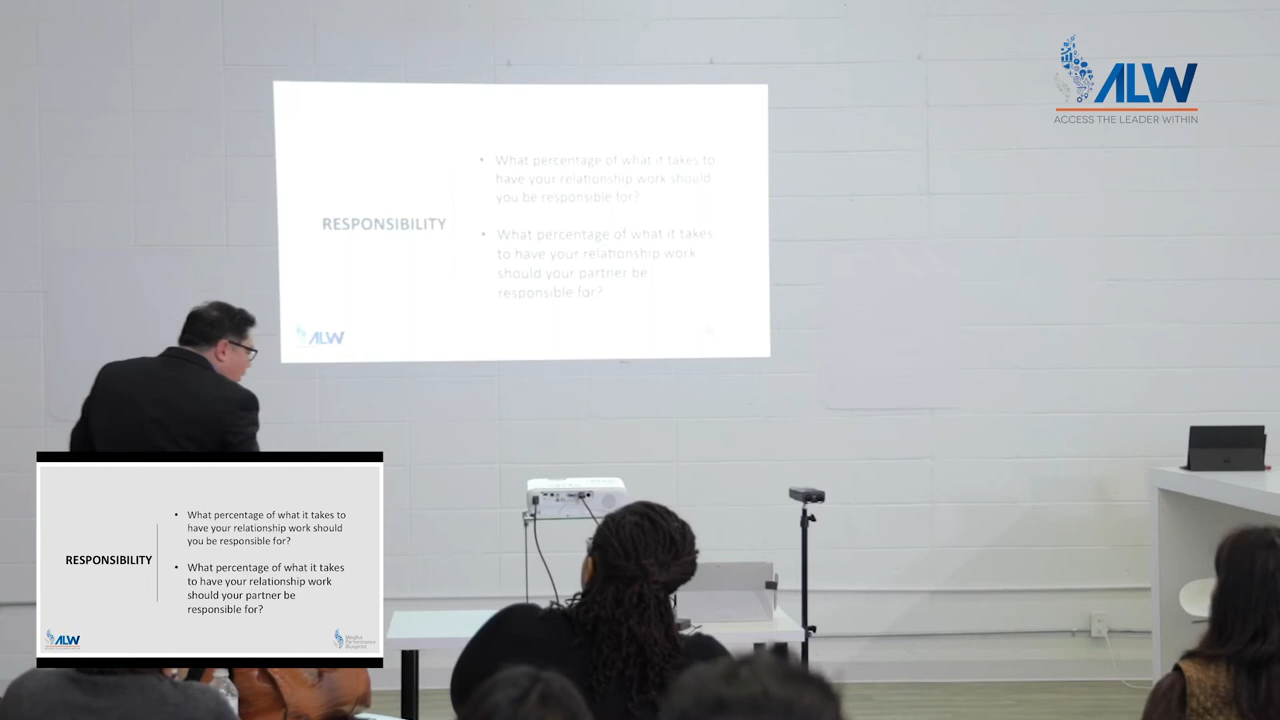 ALW
ACCESS THE LEADER WITHIN
RESPONSIBILITY
• What percentage of what it takes to
have your relationship work should
you be responsible for?
• What percentage of what it takes
to have your relationship work
should your partner be
responsible for?
ALW
RESPONSIBILITY
• What percentage of what it takes to
have your relationship work should
you be responsible for?
• What percentage of what it takes
to have your relationship work
should your partner be
responsible for?
ALW
Mindful
Performance
Blueprint